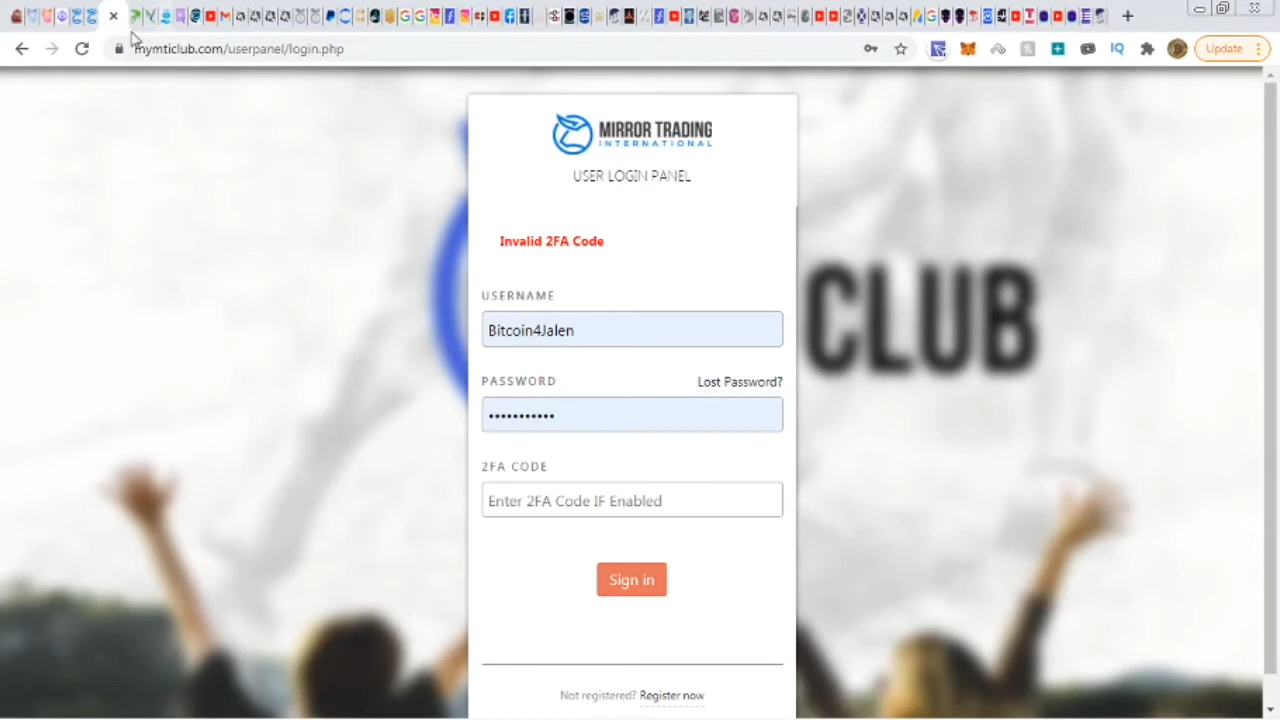 mymticlub.com/userpanel/login.php
IQ
Update
MIRROR TRADING
INTERNATIONAL
USER LOGIN PANEL
Invalid 2FA Code
USERNAME
Bitcoin4Jalen
PASSWORD
Lost Password?
•••••••••••
2FA CODE
Enter 2FA Code IF Enabled
Sign in
Not registered? Register now
CLUB